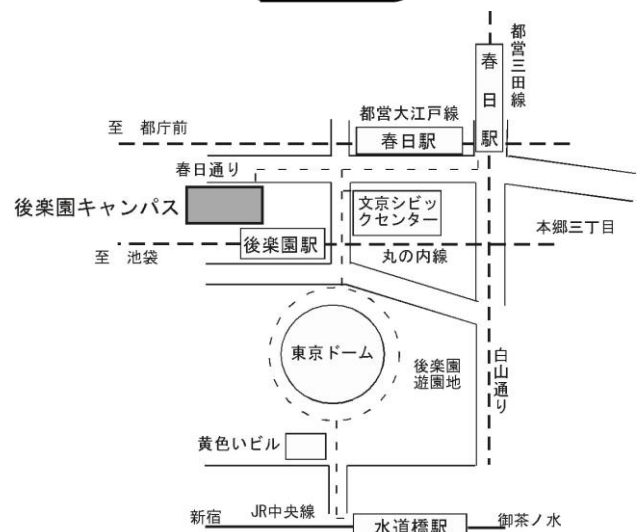 都営三田線
春日駅
都営大江戸線
至　都庁前
春日駅
春日通り
後楽園キャンパス
文京シビッ
クセンター
本郷三丁目
後楽園駅
至　池袋
丸の内線
東京ドーム
後楽園
遊園地
白山通り
黄色いビル
新宿
JR中央線
水道橋駅
御茶ノ水